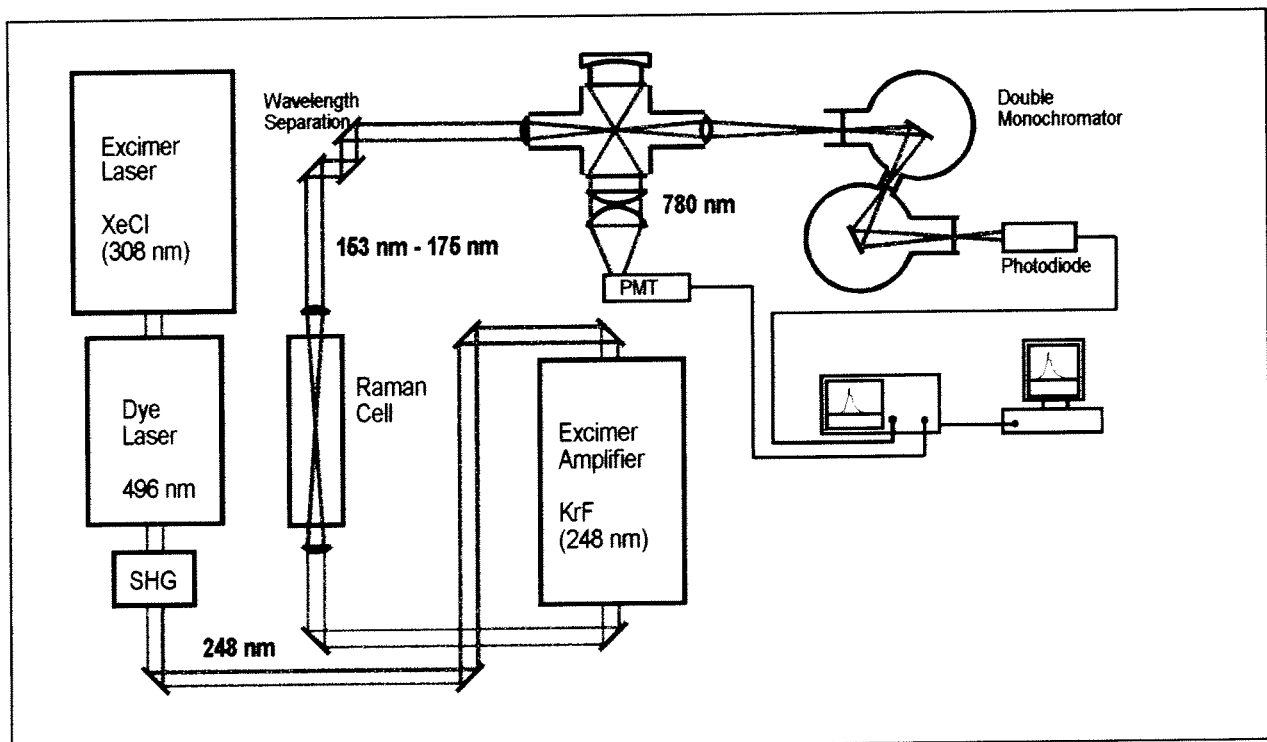 Excimer
Laser
XeCl
(308 nm)
Dye
Laser
496 nm
SHG
248 nm
Wavelength
Separation
153 nm - 175 nm
Raman
Cell
Excimer
Amplifier
KrF
(248 nm)
780 nm
PMT
Double
Monochromator
Photodiode